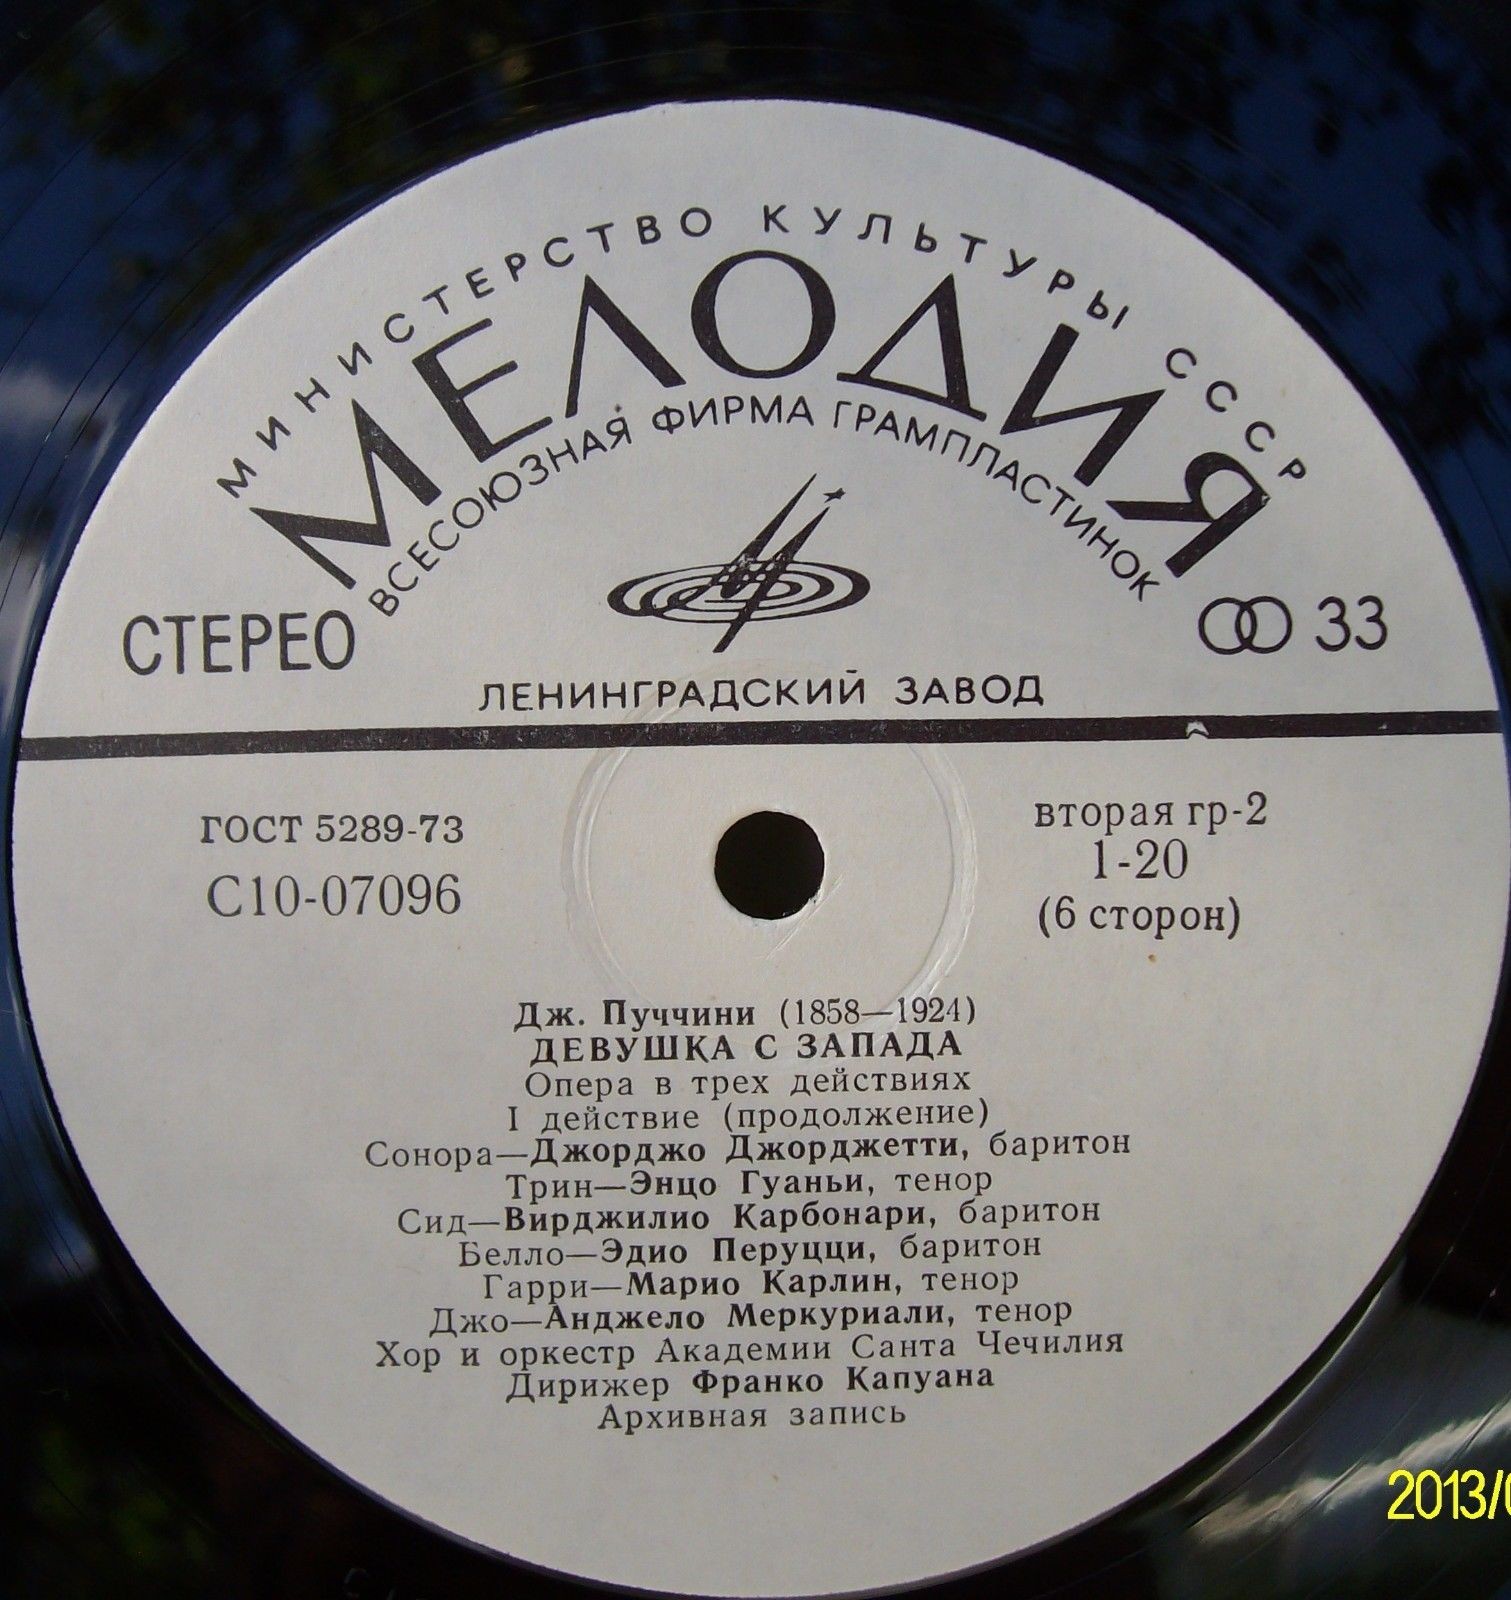 МИНИСТЕРСТВО КУЛЬТУРЫ СССР
МЕЛОДИЯ
ВСЕСОЮЗНАЯ ФИРМА ГРАМПЛАСТИНОК
СТЕРЕО
33
ЛЕНИНГРАДСКИЙ ЗАВОД
ГОСТ 5289-73
С10-07096
вторая гр-2
1-20
(6 сторон)
Дж. Пуччини (1858—1924)
ДЕВУШКА С ЗАПАДА
Опера в трех действиях
I действие (продолжение)
Сонора—Джорджо Джорджетти, баритон
Трин—Энцо Гуаньи, тенор
Сид—Вирджилио Карбонари, баритон
Белло—Эдио Перуцци, баритон
Гарри—Марио Карлин, тенор
Джо—Анджело Меркуриали, тенор
Хор и оркестр Академии Санта Чечилия
Дирижер Франко Капуана
Архивная запись
2013/